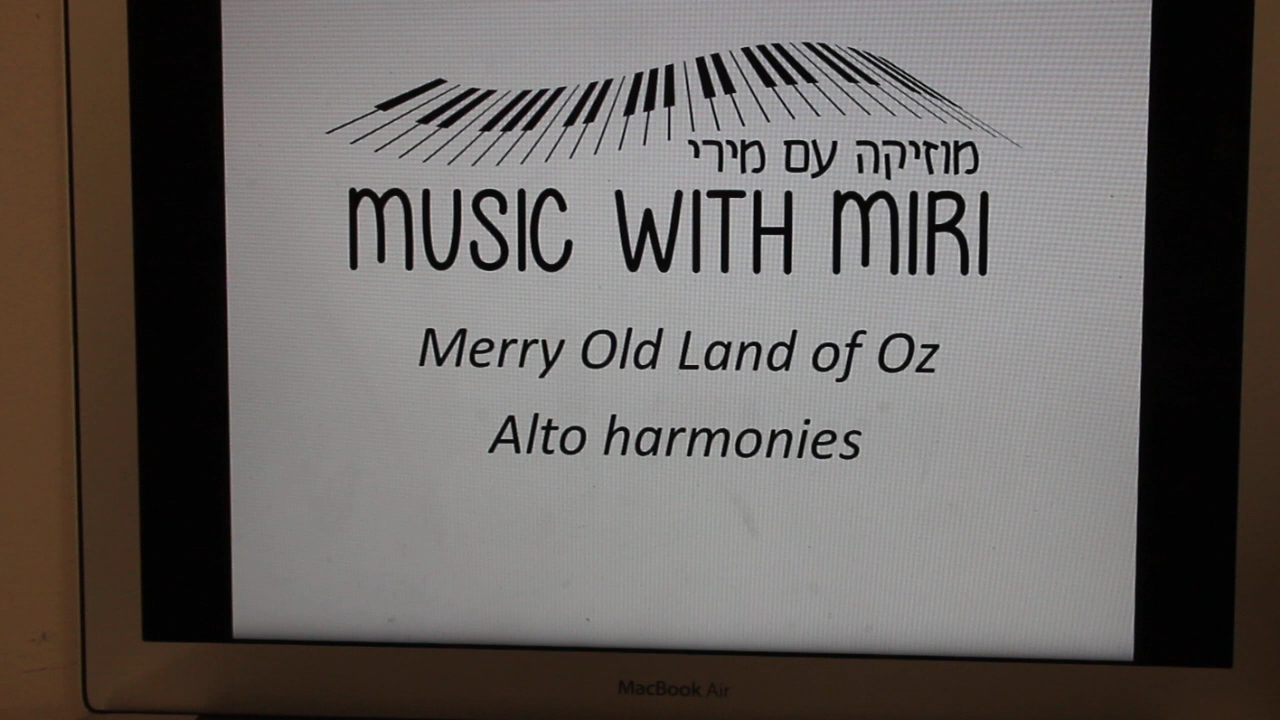 מוזיקה עם מירי
MUSIC WITH MIRI
Merry Old Land of Oz
Alto harmonies
MacBook Air